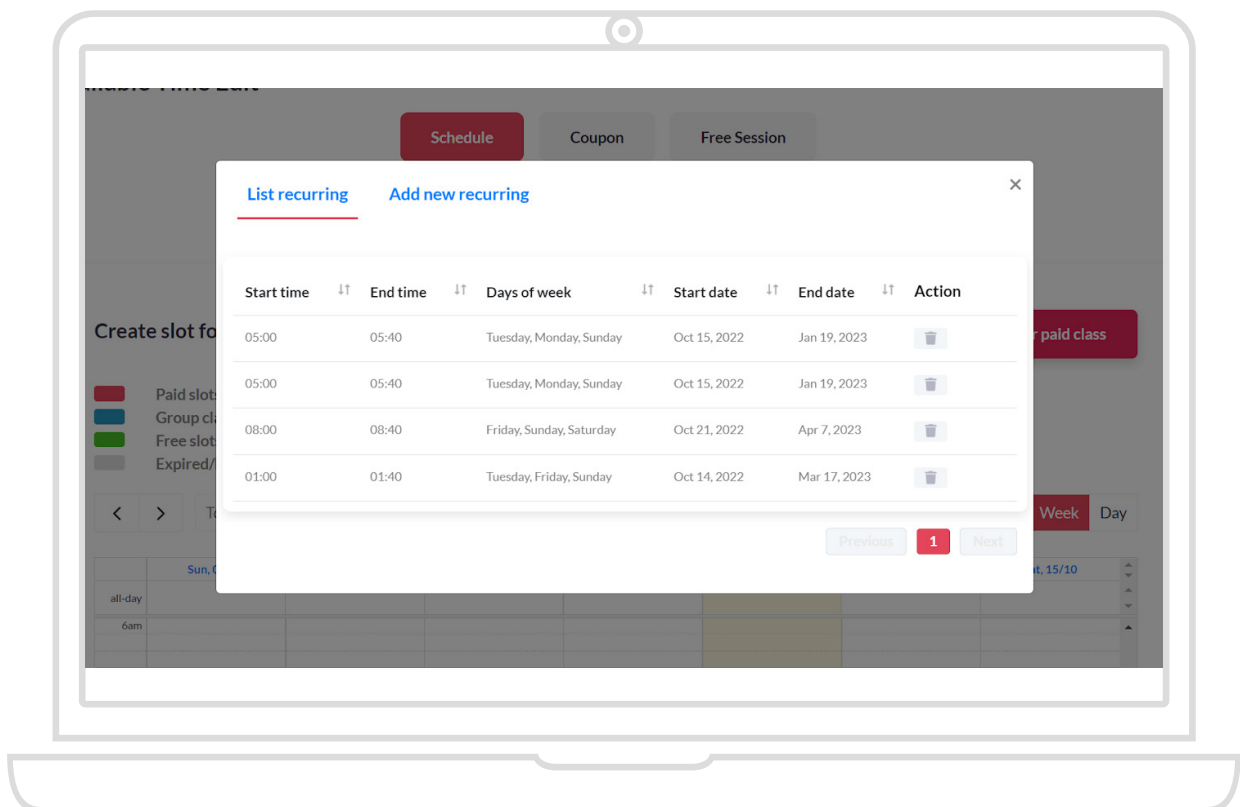 Schedule Coupon Free Session
List recurring Add new recurring ×
Start time End time Days of week Start date End date Action
05:00 05:40 Tuesday, Monday, Sunday Oct 15, 2022 Jan 19, 2023
05:00 05:40 Tuesday, Monday, Sunday Oct 15, 2022 Jan 19, 2023
08:00 08:40 Friday, Sunday, Saturday Oct 21, 2022 Apr 7, 2023
01:00 01:40 Tuesday, Friday, Sunday Oct 14, 2022 Mar 17, 2023
Previous 1 Next
Create slot fo
paid class
Paid slot
Group cl
Free slot
Expired/
Week Day
Sun, 15/10
all-day
6am